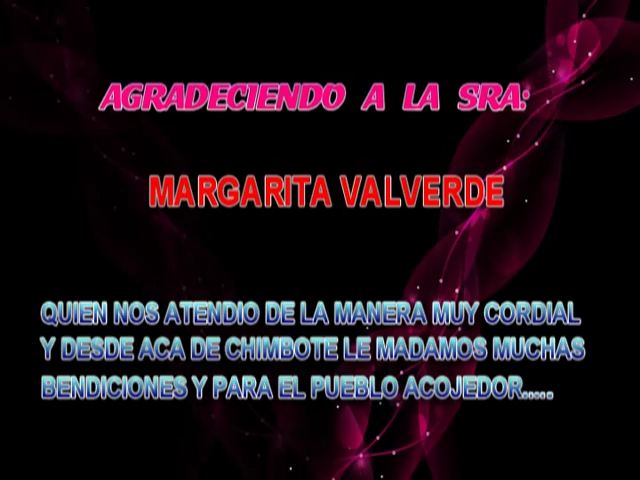 AGRADECIENDO A LA SRA:
MARGARITA VALVERDE
QUIEN NOS ATENDIO DE LA MANERA MUY CORDIAL
Y DESDE ACA DE CHIMBOTE LE MADAMOS MUCHAS
BENDICIONES Y PARA EL PUEBLO ACOJEDOR.....